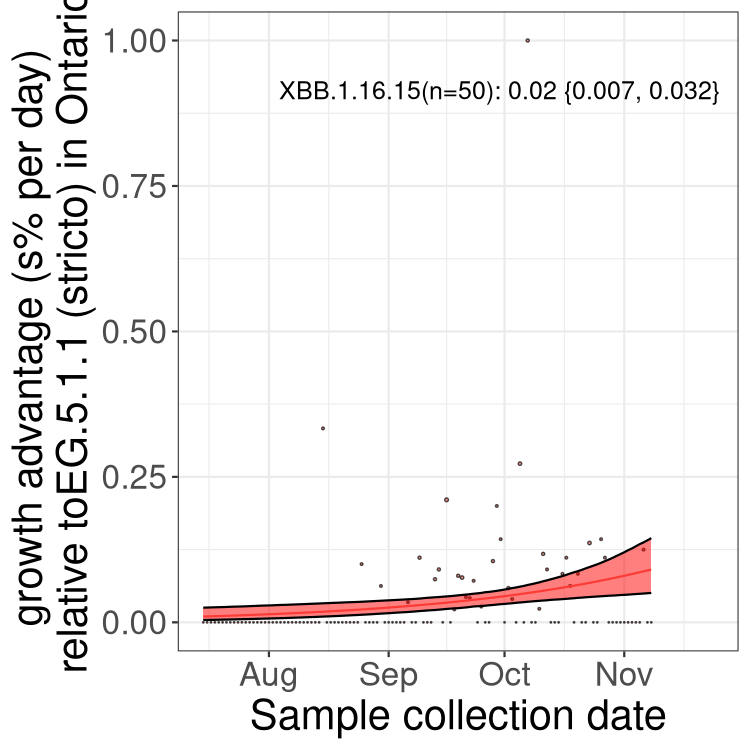 growth advantage (s% per day)
relative toEG.5.1.1 (stricto) in Ontario
1.00
XBB.1.16.15(n=50): 0.02 {0.007, 0.032}
0.75
0.50
0.25
0.00
Aug Sep Oct Nov
Sample collection date